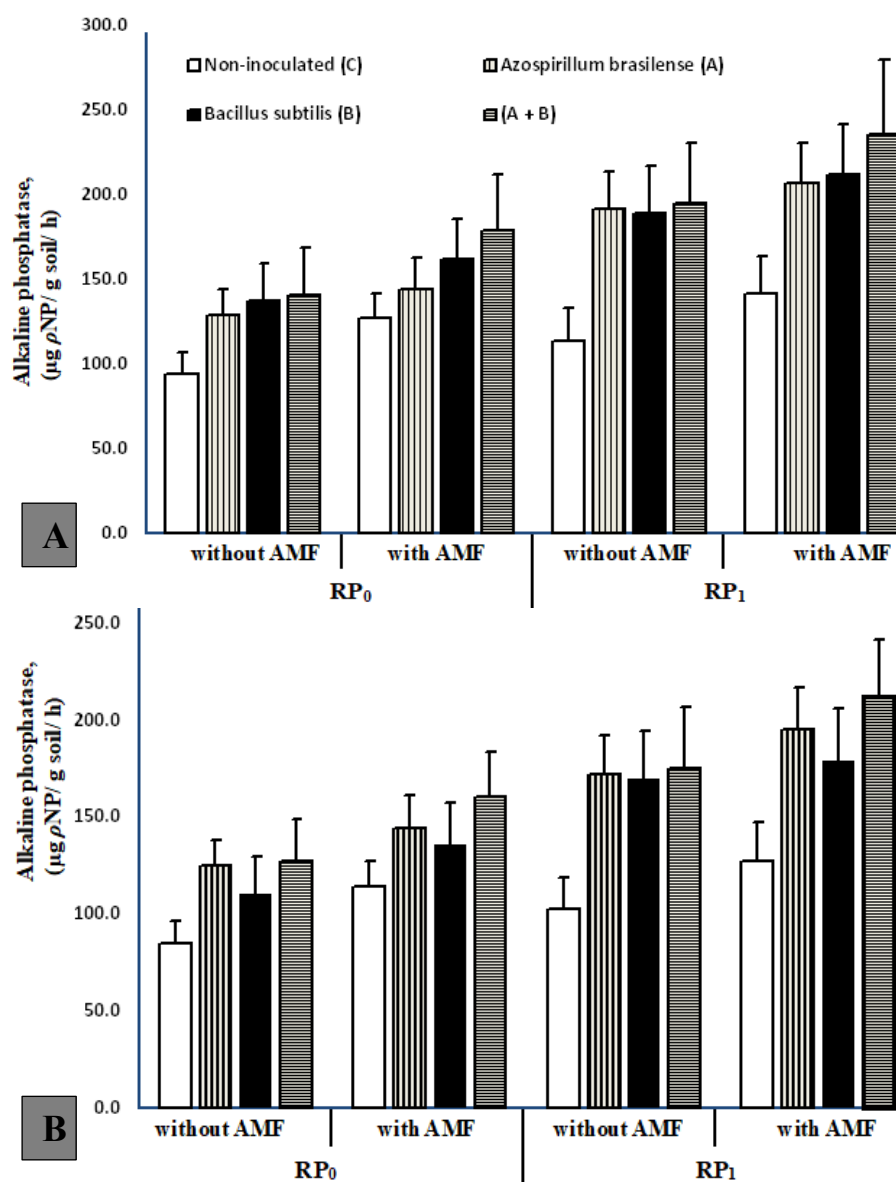 300.0
Non-inoculated (C) Azospirillum brasilense (A)
250.0
Bacillus subtilis (B) (A + B)
200.0
150.0
100.0
50.0
0.0
Alkaline phosphatase,
(µg ρNP/ g soil/ h)
A
without AMF with AMF without AMF with AMF
RP₀ RP₁
250.0
200.0
150.0
100.0
50.0
0.0
Alkaline phosphatase,
(µg ρNP/ g soil/ h)
B
without AMF with AMF without AMF with AMF
RP₀ RP₁